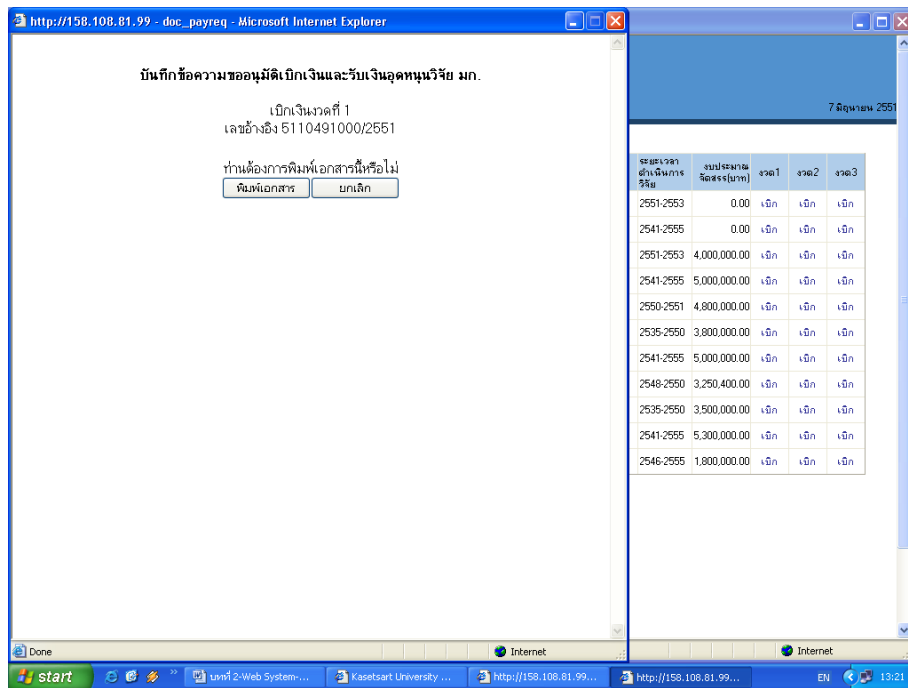 http://158.108.81.99 - doc_payreq - Microsoft Internet Explorer
บันทึกข้อความขออนุมัติเบิกเงินและรับเงินอุดหนุนวิจัย มก.
เบิกเงินงวดที่ 1
เลขอ้างอิง 5110491000/2551
ท่านต้องการพิมพ์เอกสารนี้หรือไม่
พิมพ์เอกสาร ยกเลิก
7 มิถุนายน 2551
ระยะเวลา
ดำเนินการ
วิจัย
งบประมาณ
จัดสรร(บาท)
งวด1 งวด2 งวด3
2551-2553 0.00 เบิก เบิก เบิก
2541-2555 0.00 เบิก เบิก เบิก
2551-2553 4,000,000.00 เบิก เบิก เบิก
2541-2555 5,000,000.00 เบิก เบิก เบิก
2550-2551 4,800,000.00 เบิก เบิก เบิก
2535-2550 3,800,000.00 เบิก เบิก เบิก
2541-2555 5,000,000.00 เบิก เบิก เบิก
2548-2550 3,250,400.00 เบิก เบิก เบิก
2535-2550 3,500,000.00 เบิก เบิก เบิก
2541-2555 5,300,000.00 เบิก เบิก เบิก
2546-2555 1,800,000.00 เบิก เบิก เบิก
Done Internet
Internet
start บทที่ 2-Web System-... Kasetsart University ... http://158.108.81.99... http://158.108.81.99... EN 13:21